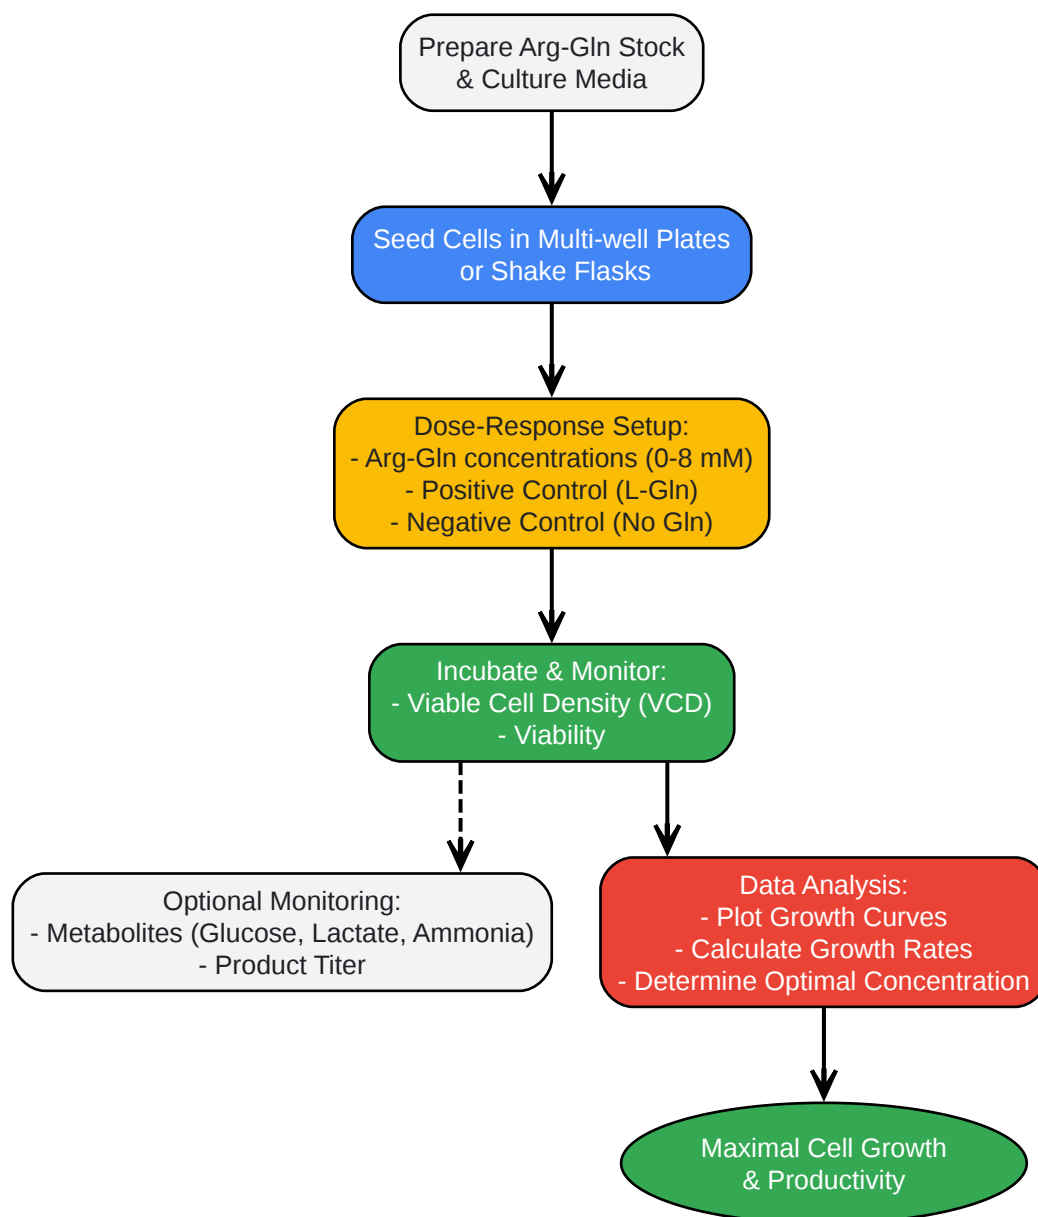 Prepare Arg-Gln Stock
& Culture Media
Seed Cells in Multi-well Plates
or Shake Flasks
Dose-Response Setup:
- Arg-Gln concentrations (0-8 mM)
- Positive Control (L-Gln)
- Negative Control (No Gln)
Incubate & Monitor:
- Viable Cell Density (VCD)
- Viability
Optional Monitoring:
- Metabolites (Glucose, Lactate, Ammonia)
- Product Titer
Data Analysis:
- Plot Growth Curves
- Calculate Growth Rates
- Determine Optimal Concentration
Maximal Cell Growth
& Productivity